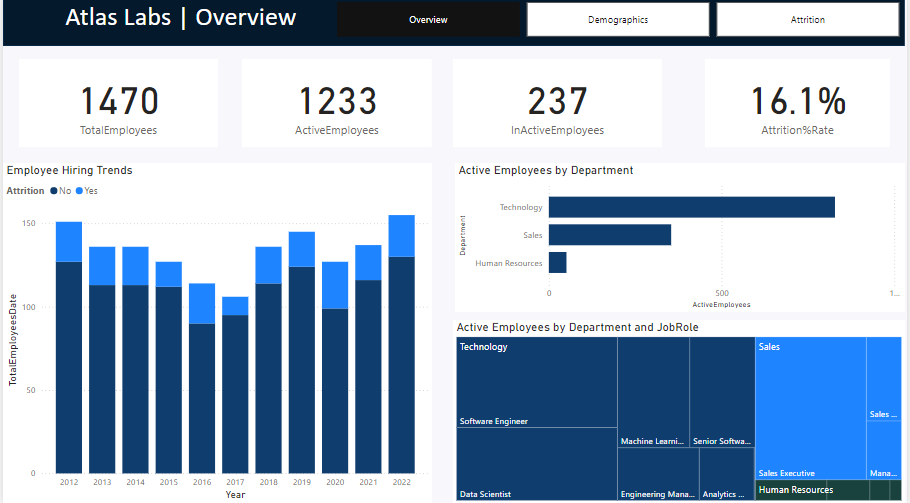 Atlas Labs | Overview
Overview
Demographics
Attrition
1470
TotalEmployees
1233
ActiveEmployees
237
InActiveEmployees
16.1%
Attrition%Rate
Employee Hiring Trends
Attrition No Yes
TotalEmployeesDate
150
100
50
0
2012 2013 2014 2015 2016 2017 2018 2019 2020 2021 2022
Year
Active Employees by Department
Department
Technology
Sales
Human Resources
0 500 1...
ActiveEmployees
Active Employees by Department and JobRole
Technology
Software Engineer
Data Scientist
Machine Learni...
Senior Softwa...
Engineering Mana...
Analytics ...
Sales
Sales Executive
Sales ...
Mana...
Human Resources